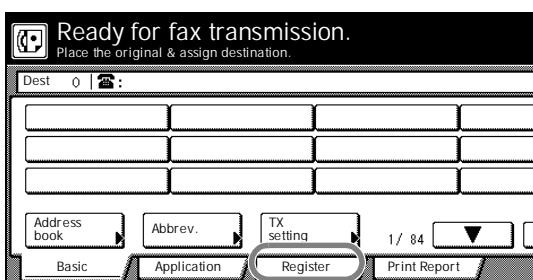 Ready for fax transmission.
Place the original & assign destination.
Dest 0 ☎:
Address book
Abbrev.
TX setting
1/ 84
Basic
Application
Register
Print Report